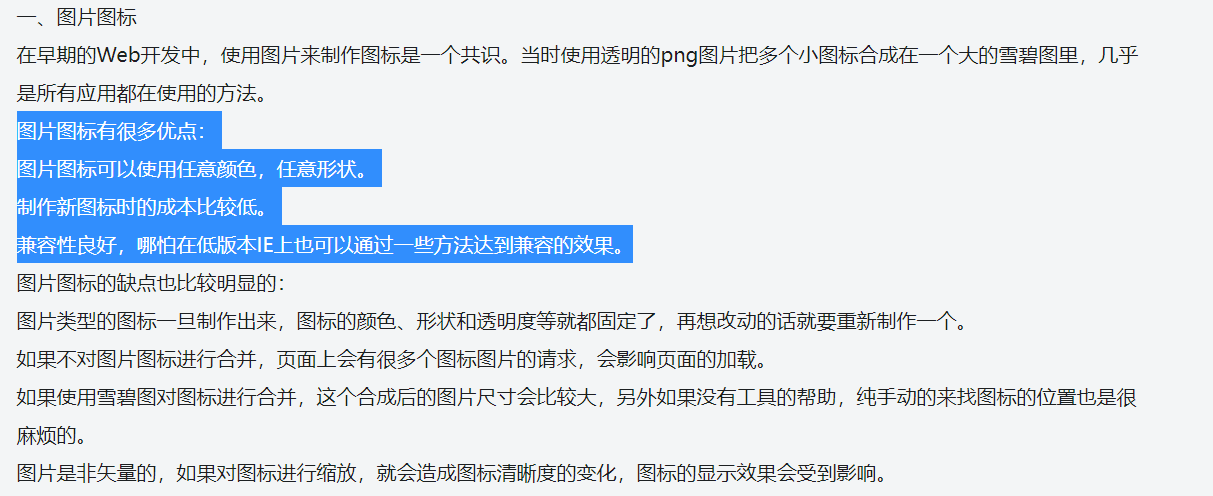 一、图片图标
在早期的Web开发中，使用图片来制作图标是一个共识。当时使用透明的png图片把多个小图标合成在一个大的雪碧图里，几乎
是所有应用都在使用的方法。
图片图标有很多优点：
图片图标可以使用任意颜色，任意形状。
制作新图标时的成本比较低。
兼容性良好，哪怕在低版本IE上也可以通过一些方法达到兼容的效果。
图片图标的缺点也比较明显的：
图片类型的图标一旦制作出来，图标的颜色、形状和透明度等就都固定了，再想改动的话就要重新制作一个。
如果不对图片图标进行合并，页面上会有很多个图标图片的请求，会影响页面的加载。
如果使用雪碧图对图标进行合并，这个合成后的图片尺寸会比较大，另外如果没有工具的帮助，纯手动的来找图标的位置也是很
麻烦的。
图片是非矢量的，如果对图标进行缩放，就会造成图标清晰度的变化，图标的显示效果会受到影响。